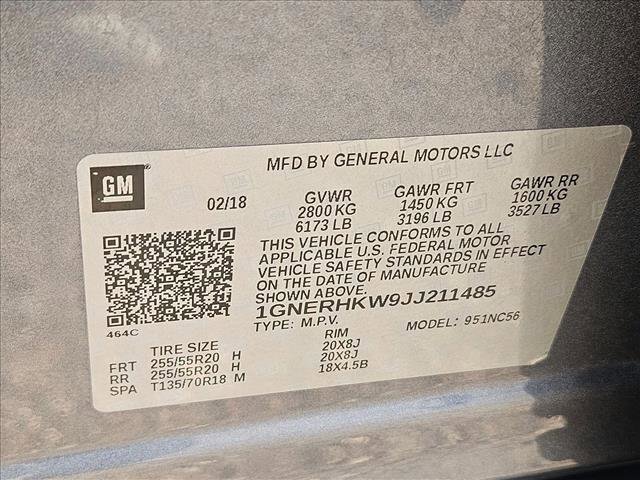 MFD BY GENERAL MOTORS LLC
GM
02/18
GVWR
2800 KG
6173 LB
GAWR FRT
1450 KG
3196 LB
GAWR RR
1600 KG
3527 LB
THIS VEHICLE CONFORMS TO ALL
APPLICABLE U.S. FEDERAL MOTOR
VEHICLE SAFETY STANDARDS IN EFFECT
ON THE DATE OF MANUFACTURE
SHOWN ABOVE.
1GNERHKW9JJ211485
464C
TYPE: M.P.V.
MODEL: 951NC56
TIRE SIZE RIM
FRT 255/55R20 H 20X8J
RR 255/55R20 H 20X8J
SPA T135/70R18 M 18X4.5B